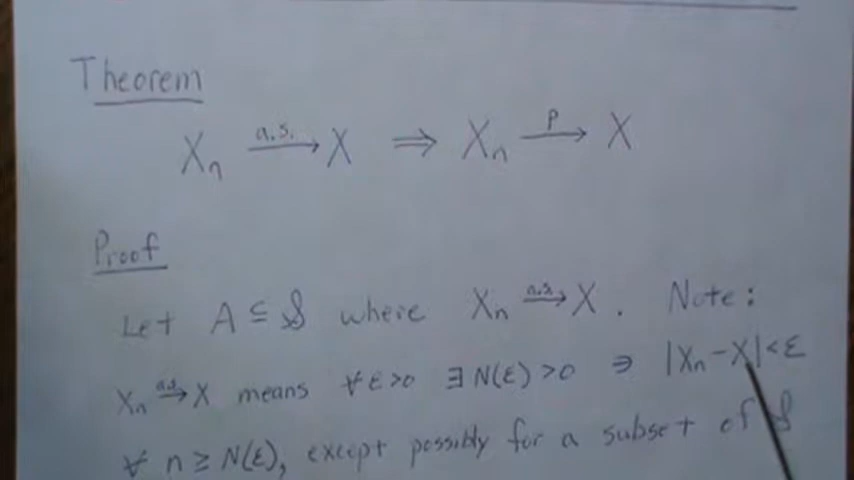 Theorem
Xₙ a.s.→ X ⇒ Xₙ p→ X
Proof
Let A ⊆ 𝒮 where Xₙ a.s.→ X . Note:
Xₙ a.s.→ X means ∀ ε>0 ∃ N(ε) >0 ∋ |Xₙ - X| < ε
∀ n ≥ N(ε), except possibly for a subset of 𝒮